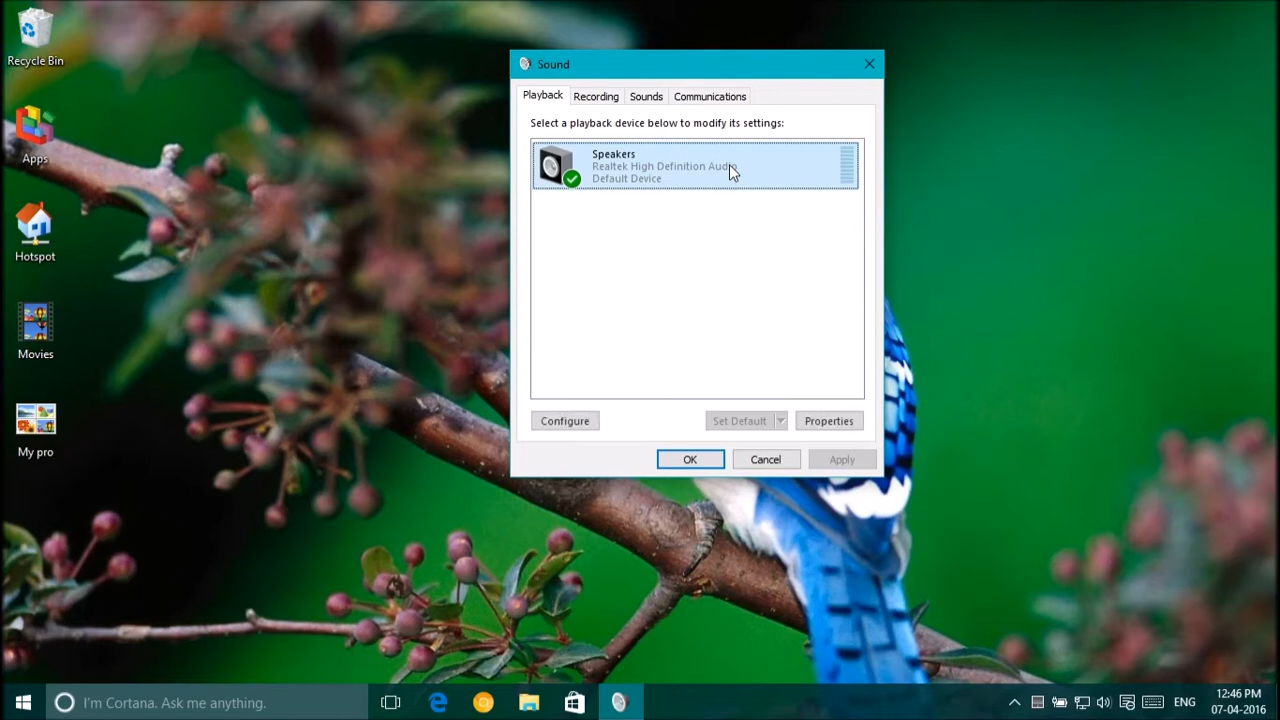 Recycle Bin
Apps
Hotspot
Movies
My pro
Sound
Playback
Recording
Sounds
Communications
Select a playback device below to modify its settings:
Speakers
Realtek High Definition Audio
Default Device
Configure
Set Default
Properties
OK
Cancel
Apply
I'm Cortana. Ask me anything.
ENG
12:46 PM
07-04-2016